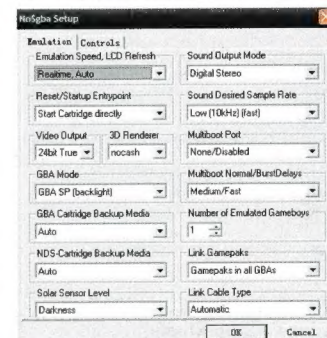 No$gba Setup
Emulation Controls
Emulation Speed, LCD Refresh
Realtime, Auto
Reset/Startup Entrypoint
Start Cartridge directly
Video Output 3D Renderer
24bit True nocash
GBA Mode
GBA SP (backlight)
GBA Cartridge Backup Media
Auto
NDS-Cartridge Backup Media
Auto
Solar Sensor Level
Darkness
Sound Output Mode
Digital Stereo
Sound Desired Sample Rate
Low (10kHz) (fast)
Multiboot Port
None/Disabled
Multiboot Normal/BurstDelays
Medium/Fast
Number of Emulated Gameboys
1
Link Gamepaks
Gamepaks in all GBAs
Link Cable Type
Automatic
OK Cancel